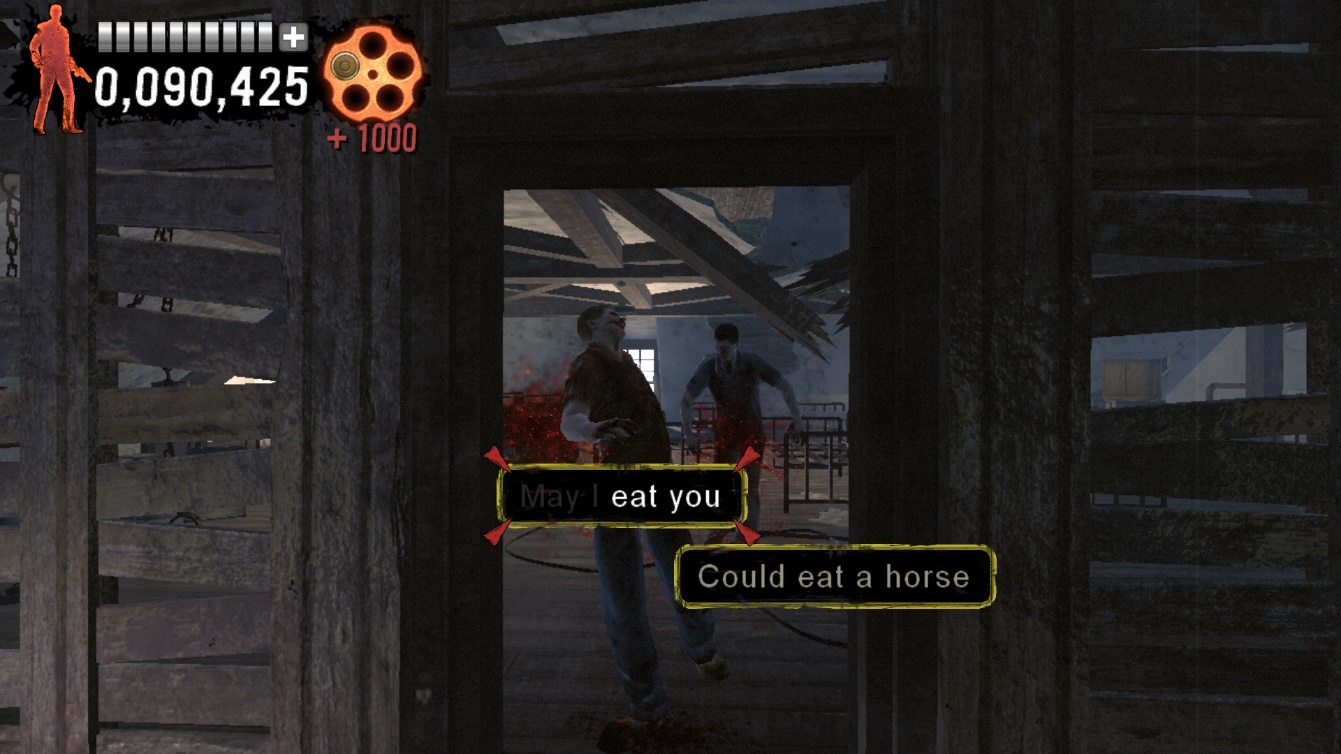 0,090,425
+ 1000
May I eat you
Could eat a horse